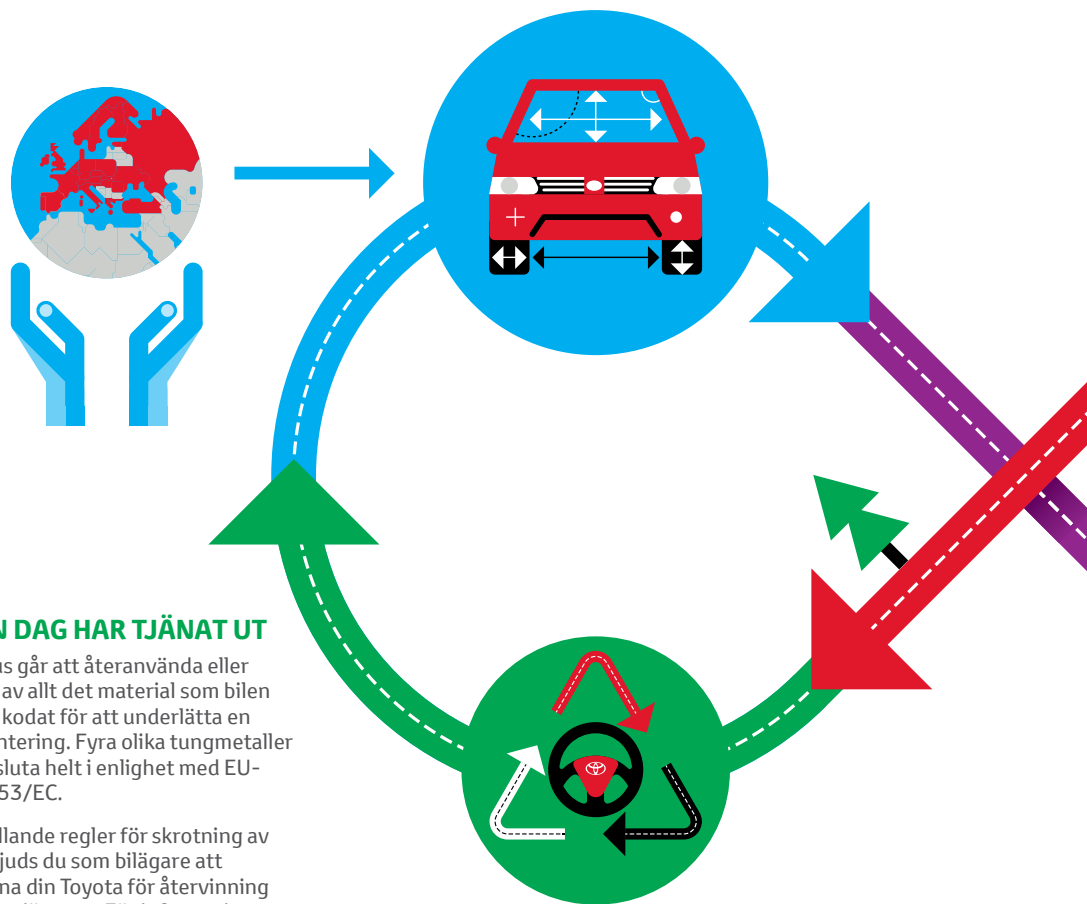 N DAG HAR TJÄNAT UT
us går att återanvända eller
av allt det material som bilen
kodat för att underlätta en
ntering. Fyra olika tungmetaller
sluta helt i enlighet med EU-
53/EC.
llande regler för skrotning av
juds du som bilägare att
na din Toyota för återvinning